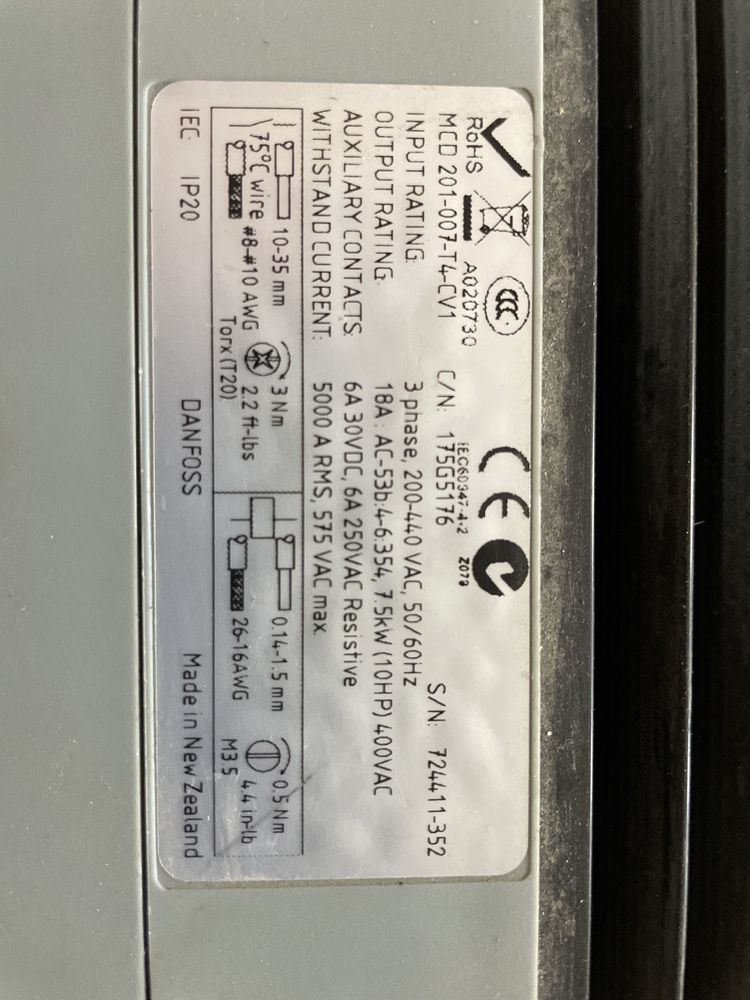 RoHS A020730 IEC60947-4-2 2079
MCD 201-007-T4-CV1 C/N: 175G5176 S/N: 724411-352
INPUT RATING: 3 phase, 200-440 VAC, 50/60Hz
OUTPUT RATING: 18A : AC-53b:4-6:354, 7.5kW (10HP) 400VAC
AUXILIARY CONTACTS: 6A 30VDC, 6A 250VAC Resistive
WITHSTAND CURRENT: 5000 A RMS, 575 VAC max.
10-35 mm 3 Nm 0.14-1.5 mm 0.5 Nm
75°C wire #8-#10 AWG 2.2 ft-lbs 26-16AWG 4.4 in-lb
Torx (T20) M3.5
IEC: IP20 DANFOSS Made in New Zealand